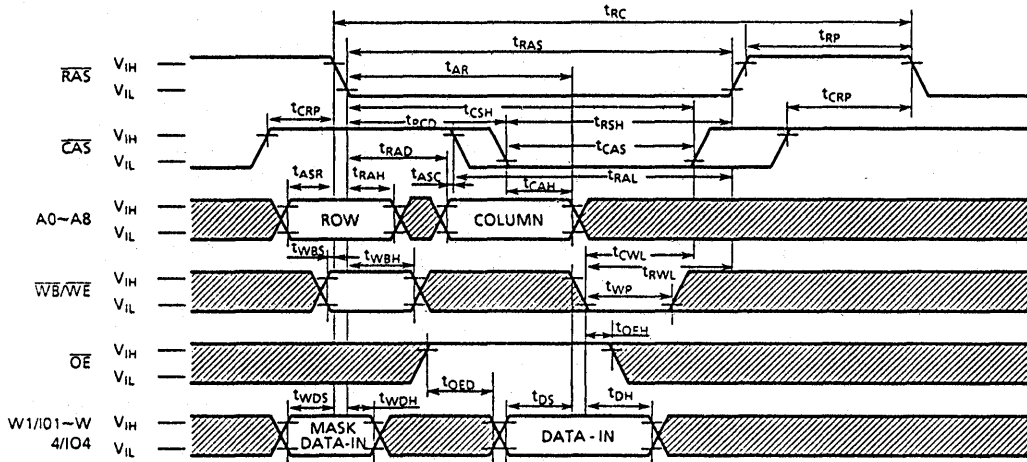 tRC
tRAS
tRP
tAR
RAS
VIH
VIL
tCSH
tCRP
tCRP
tRCD
tRSH
CAS
VIH
VIL
tRAD
tCAS
tASR
tRAH
tASC
tCAH
tRAL
A0~A8
VIH
VIL
ROW
COLUMN
tWBS
tWBH
tCWL
tRWL
WB/WE
VIH
VIL
tWP
tOEH
OE
VIH
VIL
tOED
tWDS
tWDH
tDS
tDH
W1/IO1~W
4/IO4
VIH
VIL
MASK
DATA-IN
DATA-IN